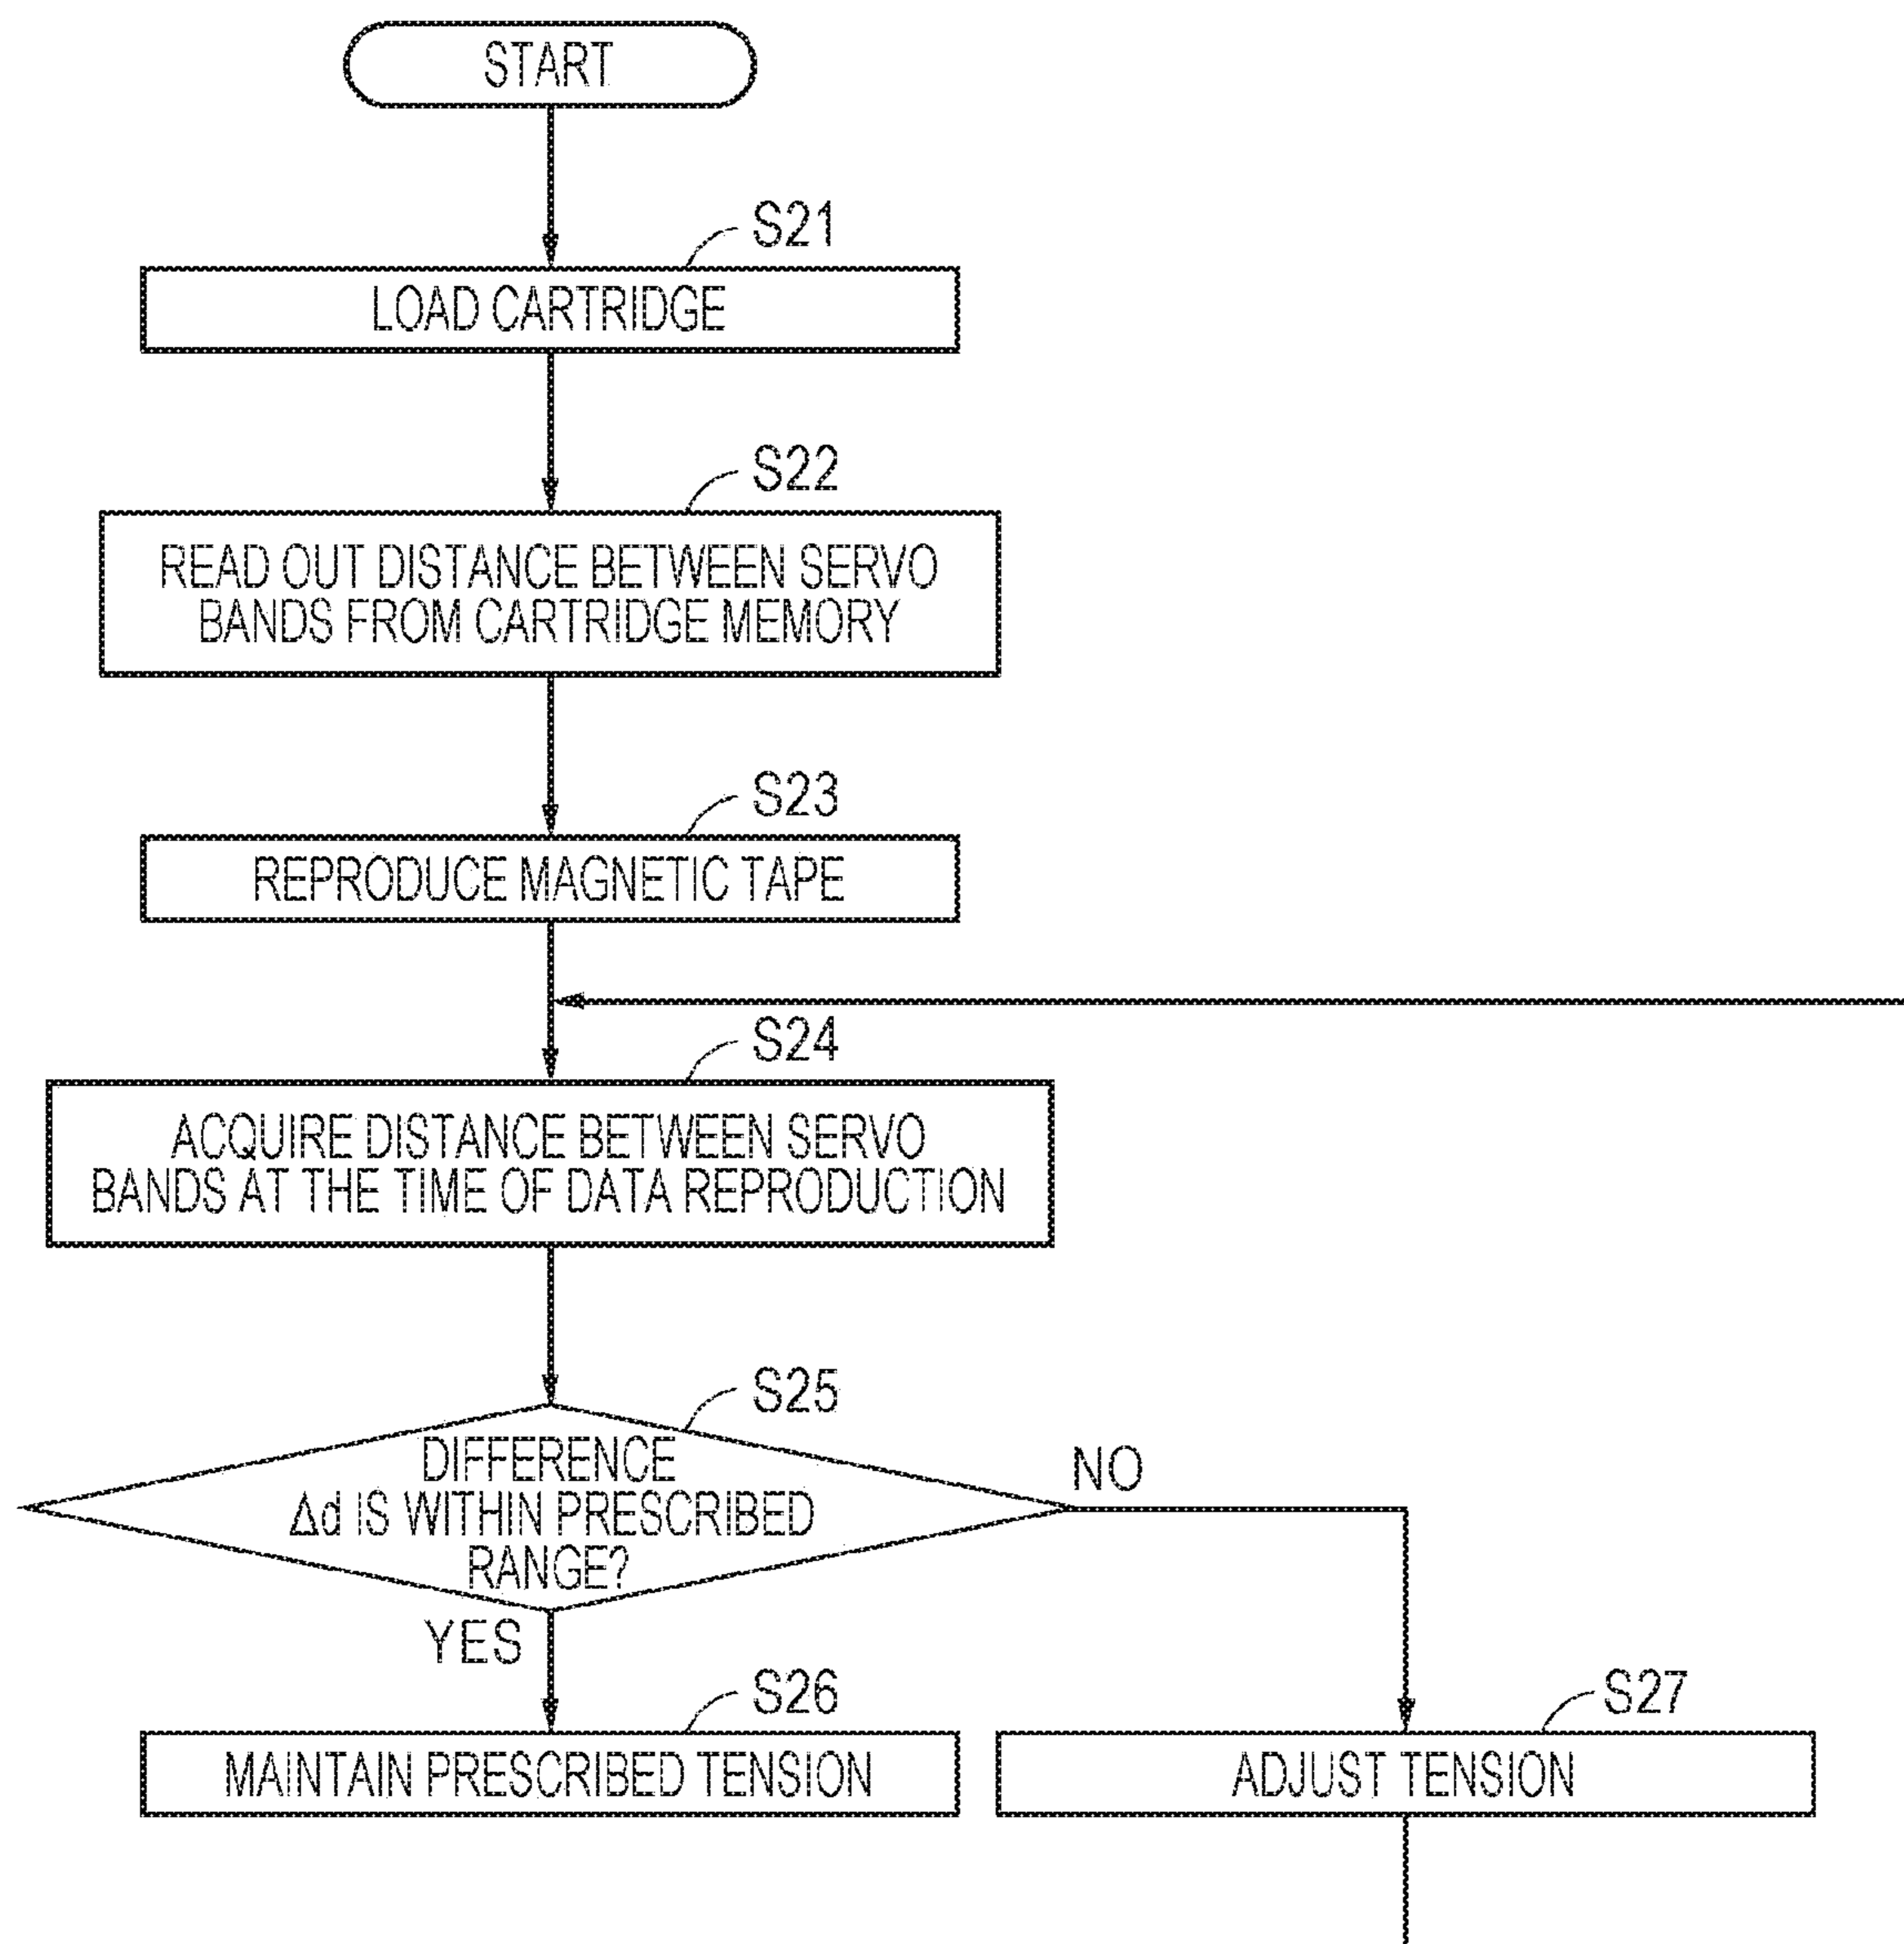 START
S21
LOAD CARTRIDGE
S22
READ OUT DISTANCE BETWEEN SERVO
BANDS FROM CARTRIDGE MEMORY
S23
REPRODUCE MAGNETIC TAPE
S24
ACQUIRE DISTANCE BETWEEN SERVO
BANDS AT THE TIME OF DATA REPRODUCTION
S25
DIFFERENCE
Δd IS WITHIN PRESCRIBED
RANGE?
NO
YES
S26
MAINTAIN PRESCRIBED TENSION
S27
ADJUST TENSION